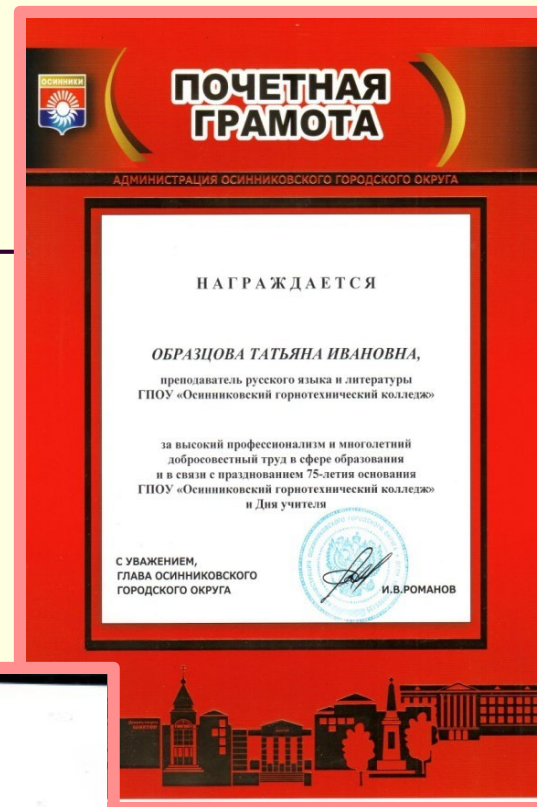 ОСИННИКИ
ПОЧЕТНАЯ
ГРАМОТА
АДМИНИСТРАЦИЯ ОСИННИКОВСКОГО ГОРОДСКОГО ОКРУГА
НАГРАЖДАЕТСЯ
ОБРАЗЦОВА ТАТЬЯНА ИВАНОВНА,
преподаватель русского языка и литературы
ГПОУ «Осинниковский горнотехнический колледж»
за высокий профессионализм и многолетний
добросовестный труд в сфере образования
и в связи с празднованием 75-летия основания
ГПОУ «Осинниковский горнотехнический колледж»
и Дня учителя
С УВАЖЕНИЕМ,
ГЛАВА ОСИННИКОВСКОГО
ГОРОДСКОГО ОКРУГА
И.В.РОМАНОВ